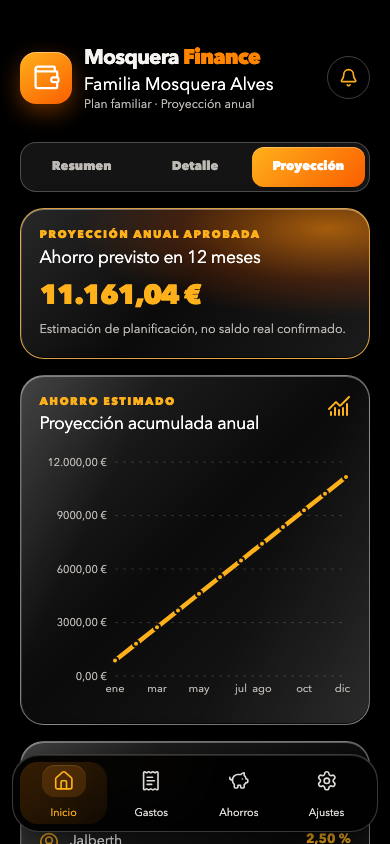 Mosquera Finance
Familia Mosquera Alves
Plan familiar · Proyección anual
Resumen
Detalle
Proyección
PROYECCIÓN ANUAL APROBADA
Ahorro previsto en 12 meses
11.161,04 €
Estimación de planificación, no saldo real confirmado.
AHORRO ESTIMADO
Proyección acumulada anual
12.000,00 €
9000,00 €
6000,00 €
3000,00 €
0,00 €
ene mar may jul ago oct dic
Inicio
Gastos
Ahorros
Ajustes
Jalberth
2,50 %